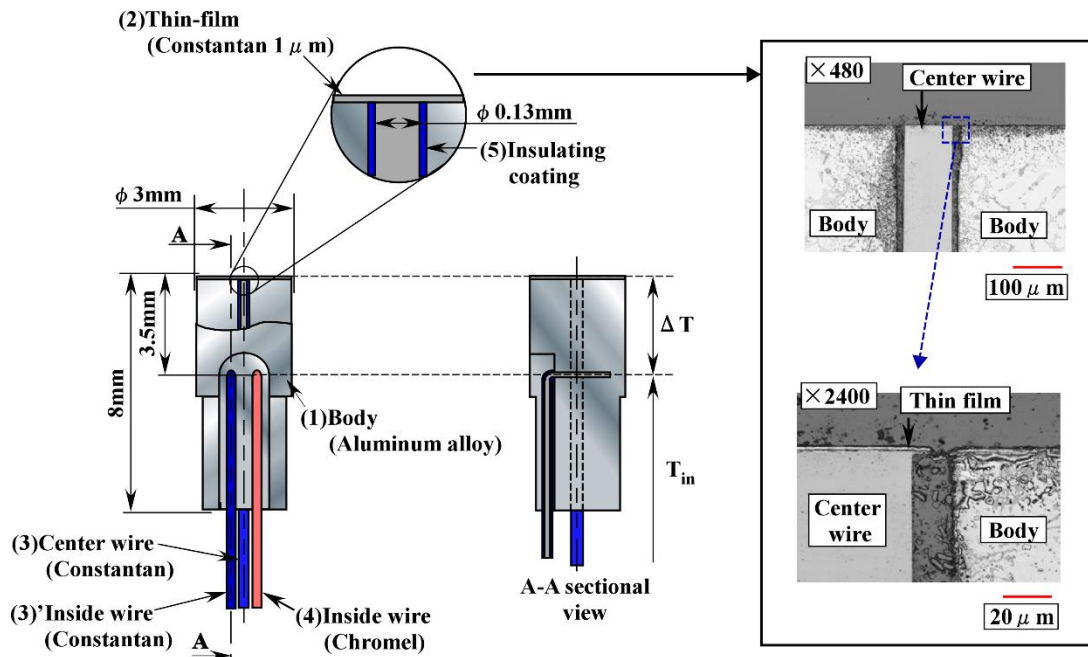 (2)Thin-film
(Constantan 1 μ m)
φ 0.13mm
(5)Insulating
coating
φ 3mm
A
3.5mm
8mm
(1)Body
(Aluminum alloy)
(3)Center wire
(Constantan)
(3)'Inside wire
(Constantan)
(4)Inside wire
(Chromel)
A
Δ T
T_in
A-A sectional
view
×480
Center wire
Body
Body
100 μ m
×2400
Thin film
Center
wire
Body
20 μ m